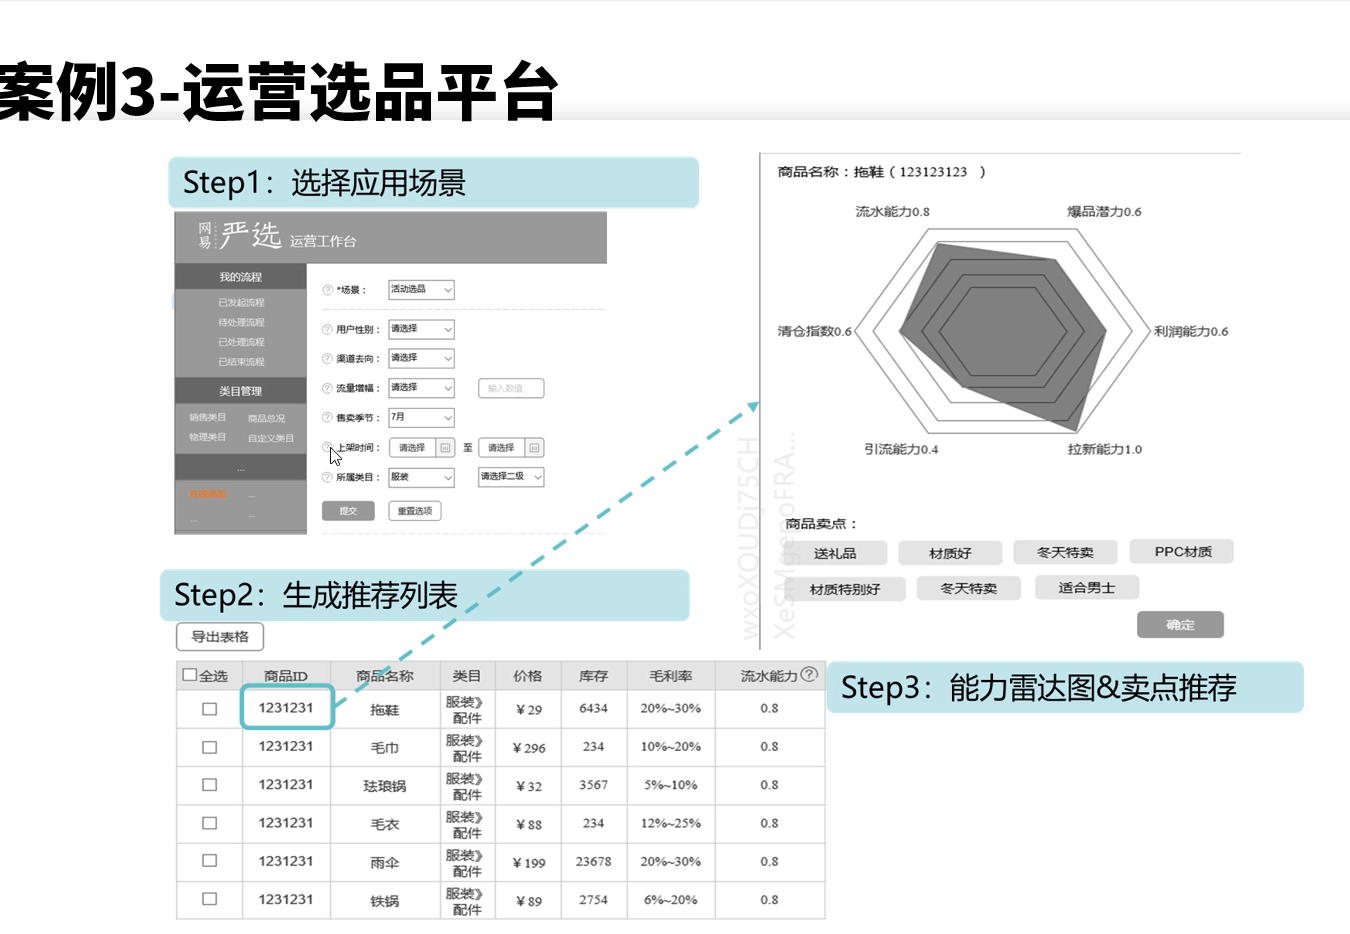 案例3-运营选品平台
Step1：选择应用场景
网易 严选 运营工作台
我的流程
已发起流程
待处理流程
已处理流程
已结束流程
类目管理
销售类目 商品总况
物理类目 自定义类目
...
... ...
*场景： 活动选品
用户性别： 请选择
渠道去向： 请选择
流量增幅： 请选择 输入数值
售卖季节： 7月
上架时间： 请选择 至 请选择
所属类目： 服装 请选择二级
提交 重置选项
商品名称：拖鞋（123123123 ）
流水能力0.8 爆品潜力0.6
清仓指数0.6 利润能力0.6
引流能力0.4 拉新能力1.0
商品卖点：
送礼品 材质好 冬天特卖 PPC材质
材质特别好 冬天特卖 适合男士
确定
Step2：生成推荐列表
导出表格
全选 商品ID 商品名称 类目 价格 库存 毛利率 流水能力?
1231231 拖鞋 服装》配件 ￥29 6434 20%~30% 0.8
1231231 毛巾 服装》配件 ￥296 234 10%~20% 0.8
1231231 珐琅锅 服装》配件 ￥32 3567 5%~10% 0.8
1231231 毛衣 服装》配件 ￥88 234 12%~25% 0.8
1231231 雨伞 服装》配件 ￥199 23678 20%~30% 0.8
1231231 铁锅 服装》配件 ￥89 2754 6%~20% 0.8
Step3：能力雷达图&卖点推荐